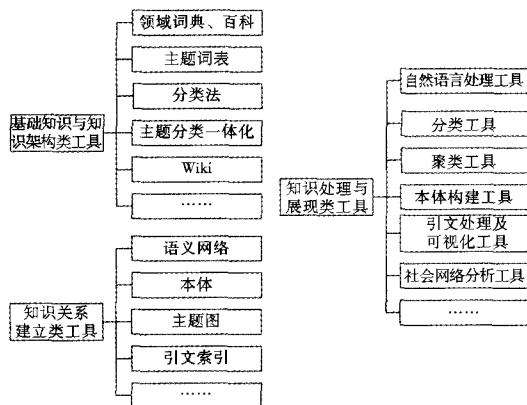 基础知识与知
识架构类工具
领域词典、百科
主题词表
分类法
主题分类一体化
Wiki
……
知识关系
建立类工具
语义网络
本体
主题图
引文索引
……
知识处理与
展现类工具
自然语言处理工具
分类工具
聚类工具
本体构建工具
引文处理及
可视化工具
社会网络分析工具
……